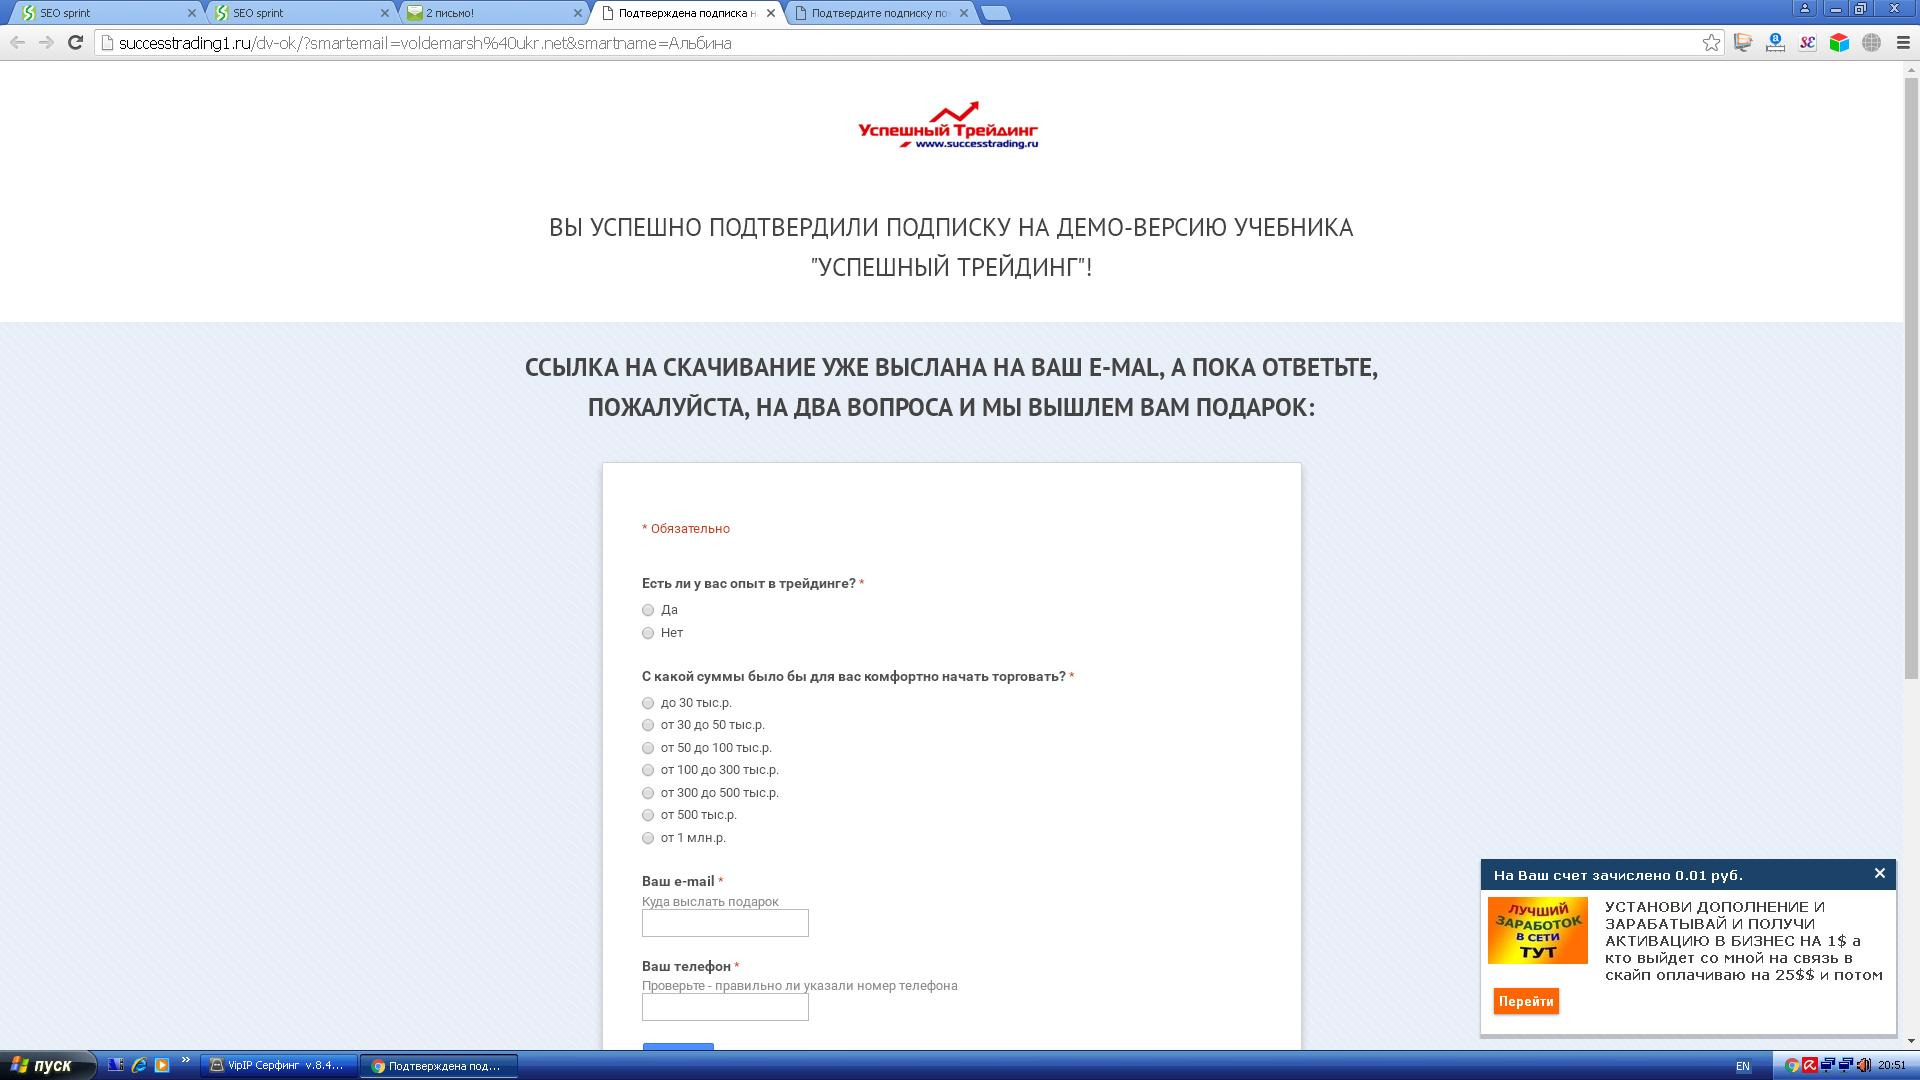 SEO sprint
SEO sprint
2 письмо!
Подтверждена подписка н
Подтвердите подписку по
successtrading1.ru/dv-ok/?smartemail=voldemarsh%40ukr.net&smartname=Альбина
Успешный Трейдинг
www.successtrading.ru
ВЫ УСПЕШНО ПОДТВЕРДИЛИ ПОДПИСКУ НА ДЕМО-ВЕРСИЮ УЧЕБНИКА
"УСПЕШНЫЙ ТРЕЙДИНГ"!
ССЫЛКА НА СКАЧИВАНИЕ УЖЕ ВЫСЛАНА НА ВАШ E-MAL, А ПОКА ОТВЕТЬТЕ,
ПОЖАЛУЙСТА, НА ДВА ВОПРОСА И МЫ ВЫШЛЕМ ВАМ ПОДАРОК:
* Обязательно
Есть ли у вас опыт в трейдинге? *
Да
Нет
С какой суммы было бы для вас комфортно начать торговать? *
до 30 тыс.р.
от 30 до 50 тыс.р.
от 50 до 100 тыс.р.
от 100 до 300 тыс.р.
от 300 до 500 тыс.р.
от 500 тыс.р.
от 1 млн.р.
Ваш e-mail *
Куда выслать подарок
Ваш телефон *
Проверьте - правильно ли указали номер телефона
На Ваш счет зачислено 0.01 руб.
ЛУЧШИЙ
ЗАРАБОТОК
В СЕТИ
ТУТ
УСТАНОВИ ДОПОЛНЕНИЕ И
ЗАРАБАТЫВАЙ И ПОЛУЧИ
АКТИВАЦИЮ В БИЗНЕС НА 1$ а
кто выйдет со мной на связь в
скайп оплачиваю на 25$$ и потом
Перейти
пуск
VipIP Серфинг v.8.4...
Подтверждена под...
EN
20:51